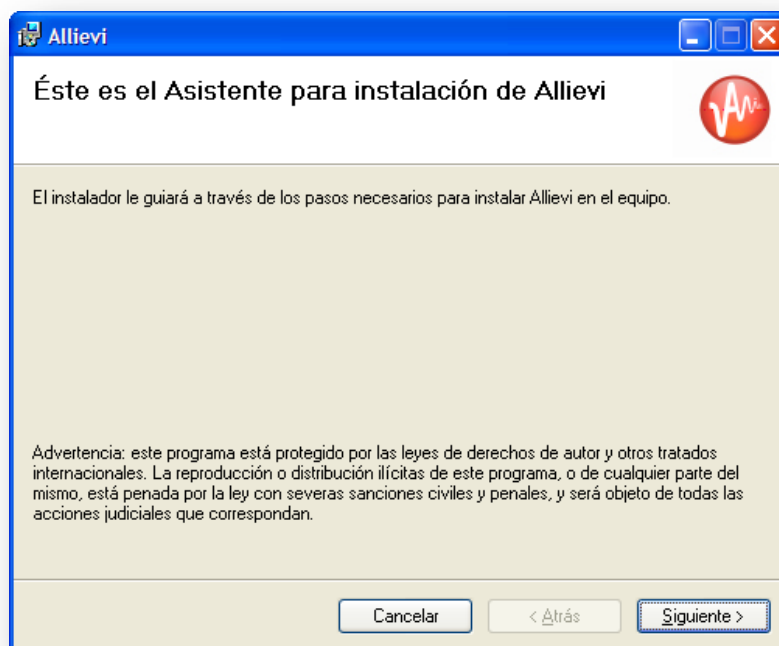 Allievi
Éste es el Asistente para instalación de Allievi
El instalador le guiará a través de los pasos necesarios para instalar Allievi en el equipo.
Advertencia: este programa está protegido por las leyes de derechos de autor y otros tratados
internacionales. La reproducción o distribución ilícitas de este programa, o de cualquier parte del
mismo, está penada por la ley con severas sanciones civiles y penales, y será objeto de todas las
acciones judiciales que correspondan.
Cancelar
< Atrás
Siguiente >